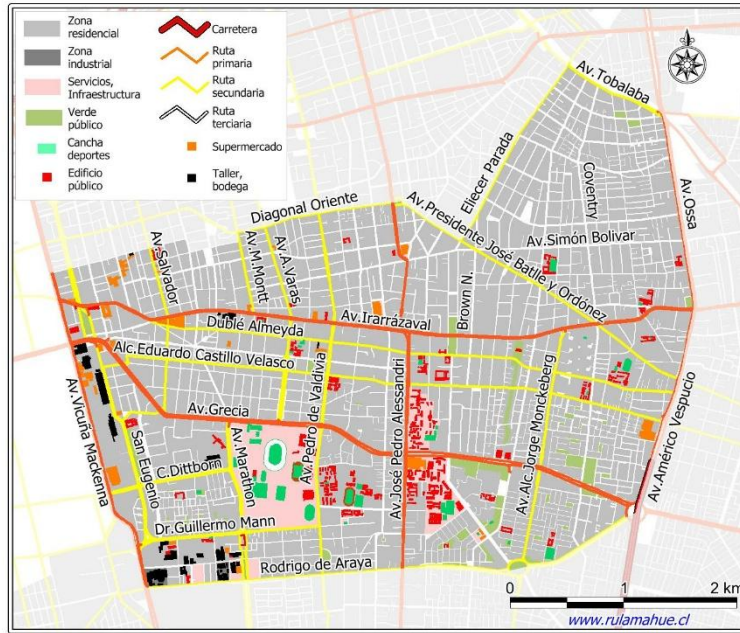 Zona
residencial
Zona
industrial
Servicios,
Infraestructura
Verde
público
Cancha
deportes
Edificio
público
Carretera
Ruta
primaria
Ruta
secundaria
Ruta
terciaria
Supermercado
Taller,
bodega
Av.Tobalaba
Eliecer Parada
Coventry
Av.Ossa
Diagonal Oriente
Av.Presidente José Batlle y Ordónez
Av.Simón Bolivar
Av.Salvador
Av.M.Montt
Av.A.Varas
Brown N.
Av.Irarrázaval
Dublé Almeyda
Alc.Eduardo Castillo Velasco
Av.Pedro de Valdivia
Av.José Pedro Alessandri
Av.Alc.Jorge Monckeberg
Av.Américo Vespucio
Av.Vicuña Mackenna
Av.Grecia
San Eugenio
C.Dittborn
Av.Marathon
Dr.Guillermo Mann
Rodrigo de Araya
0 1 2 km
www.rulamahue.cl